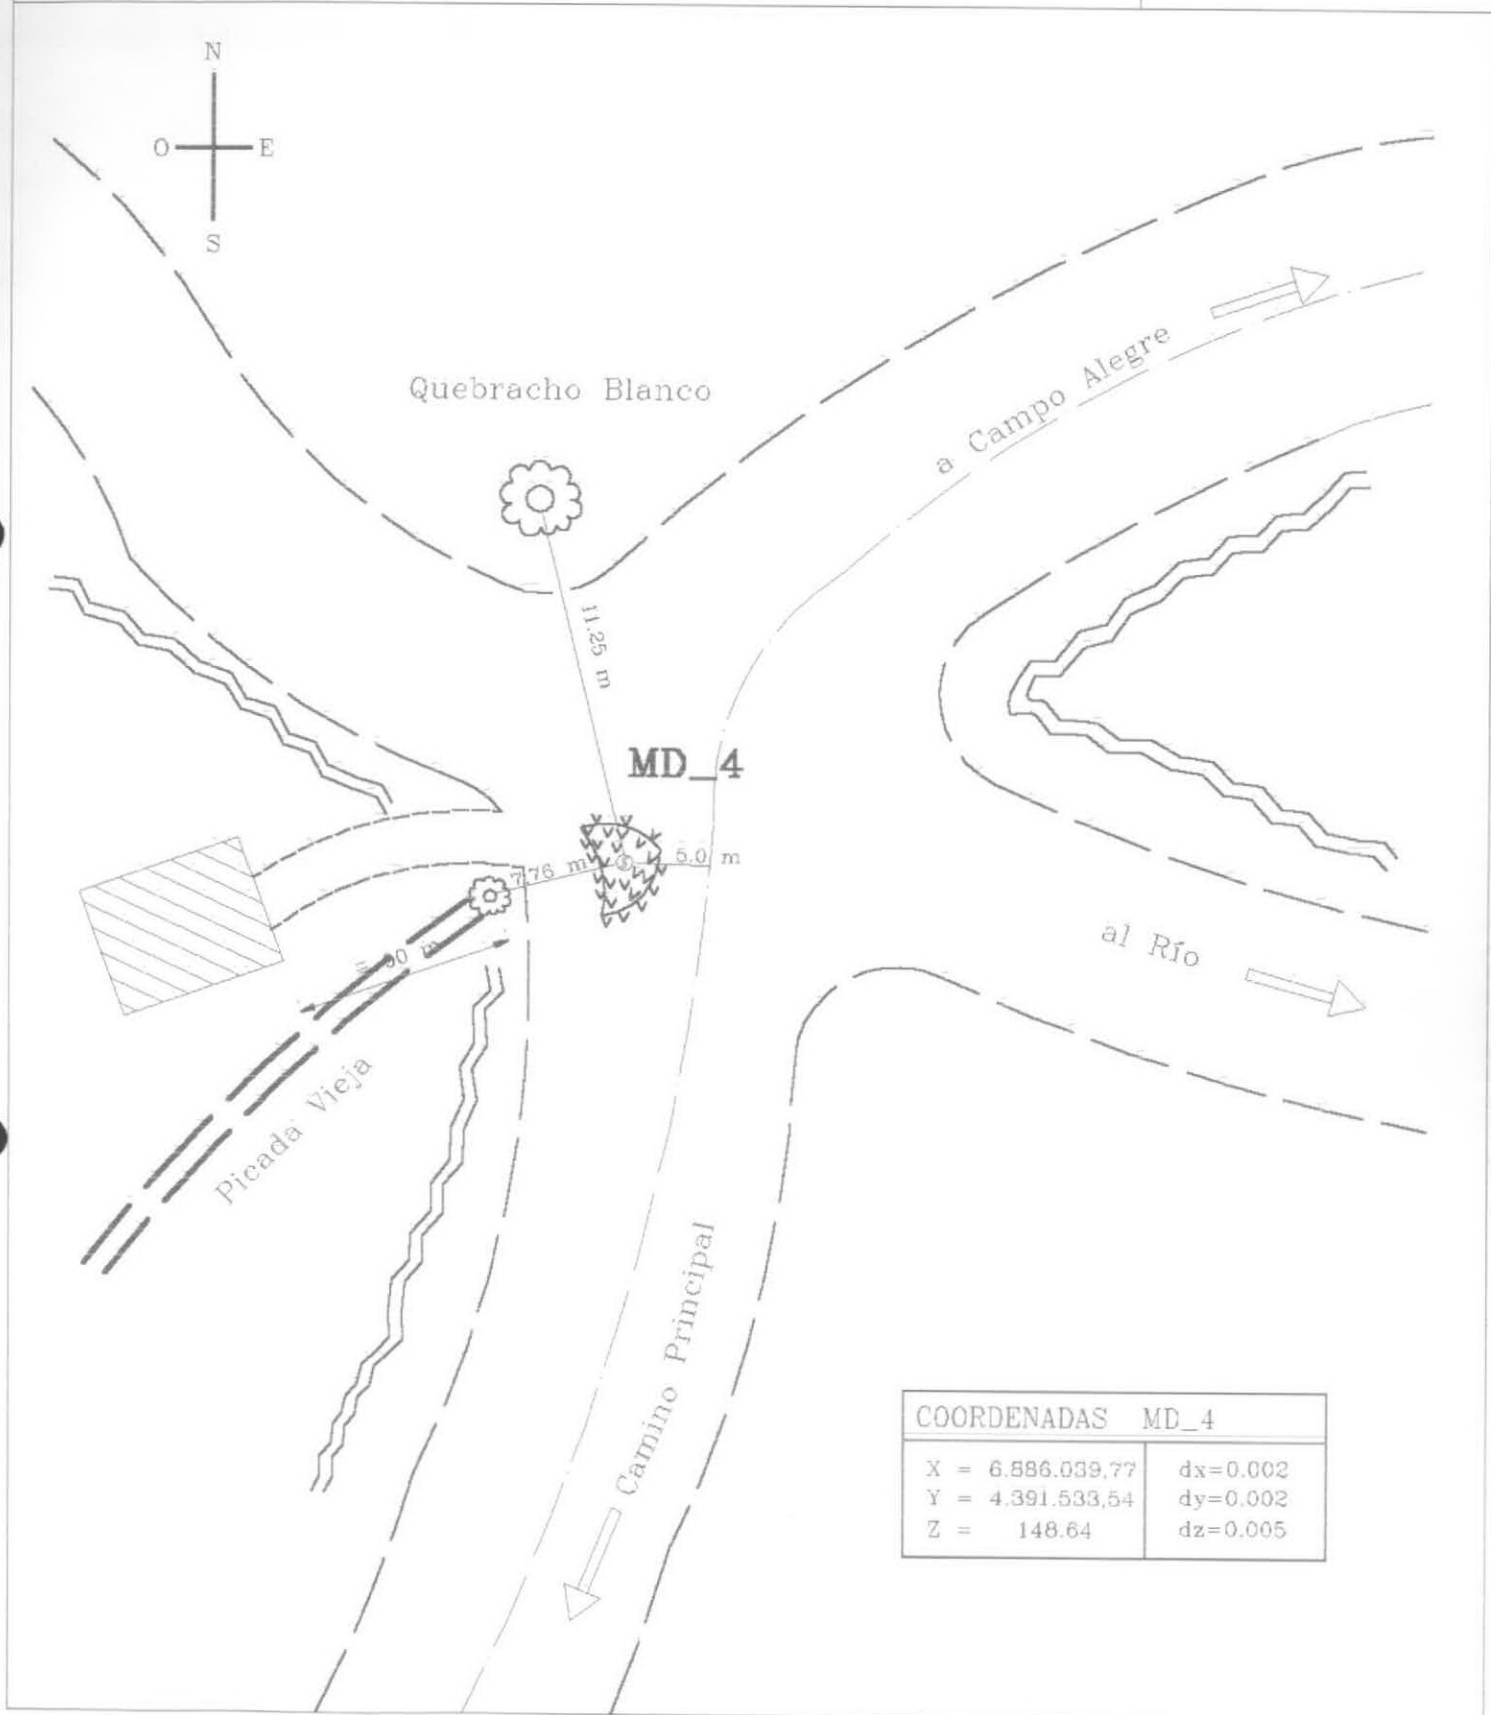 N
O E
S
Quebracho Blanco
a Campo Alegre
11.25 m
MD_4
7.76 m
5.0 m
al Río
Picada Vieja
Camino Principal
COORDENADAS MD_4
X = 6.886.039,77 dx=0.002
Y = 4.391.533,54 dy=0.002
Z = 148.64 dz=0.005